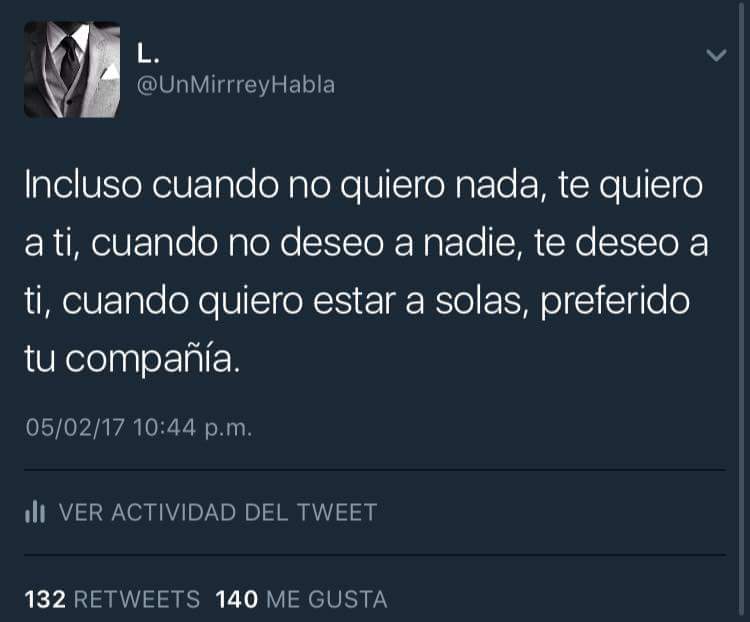 L.
@UnMirrreyHabla
Incluso cuando no quiero nada, te quiero
a ti, cuando no deseo a nadie, te deseo a
ti, cuando quiero estar a solas, preferido
tu compañía.
05/02/17 10:44 p.m.
VER ACTIVIDAD DEL TWEET
132 RETWEETS 140 ME GUSTA